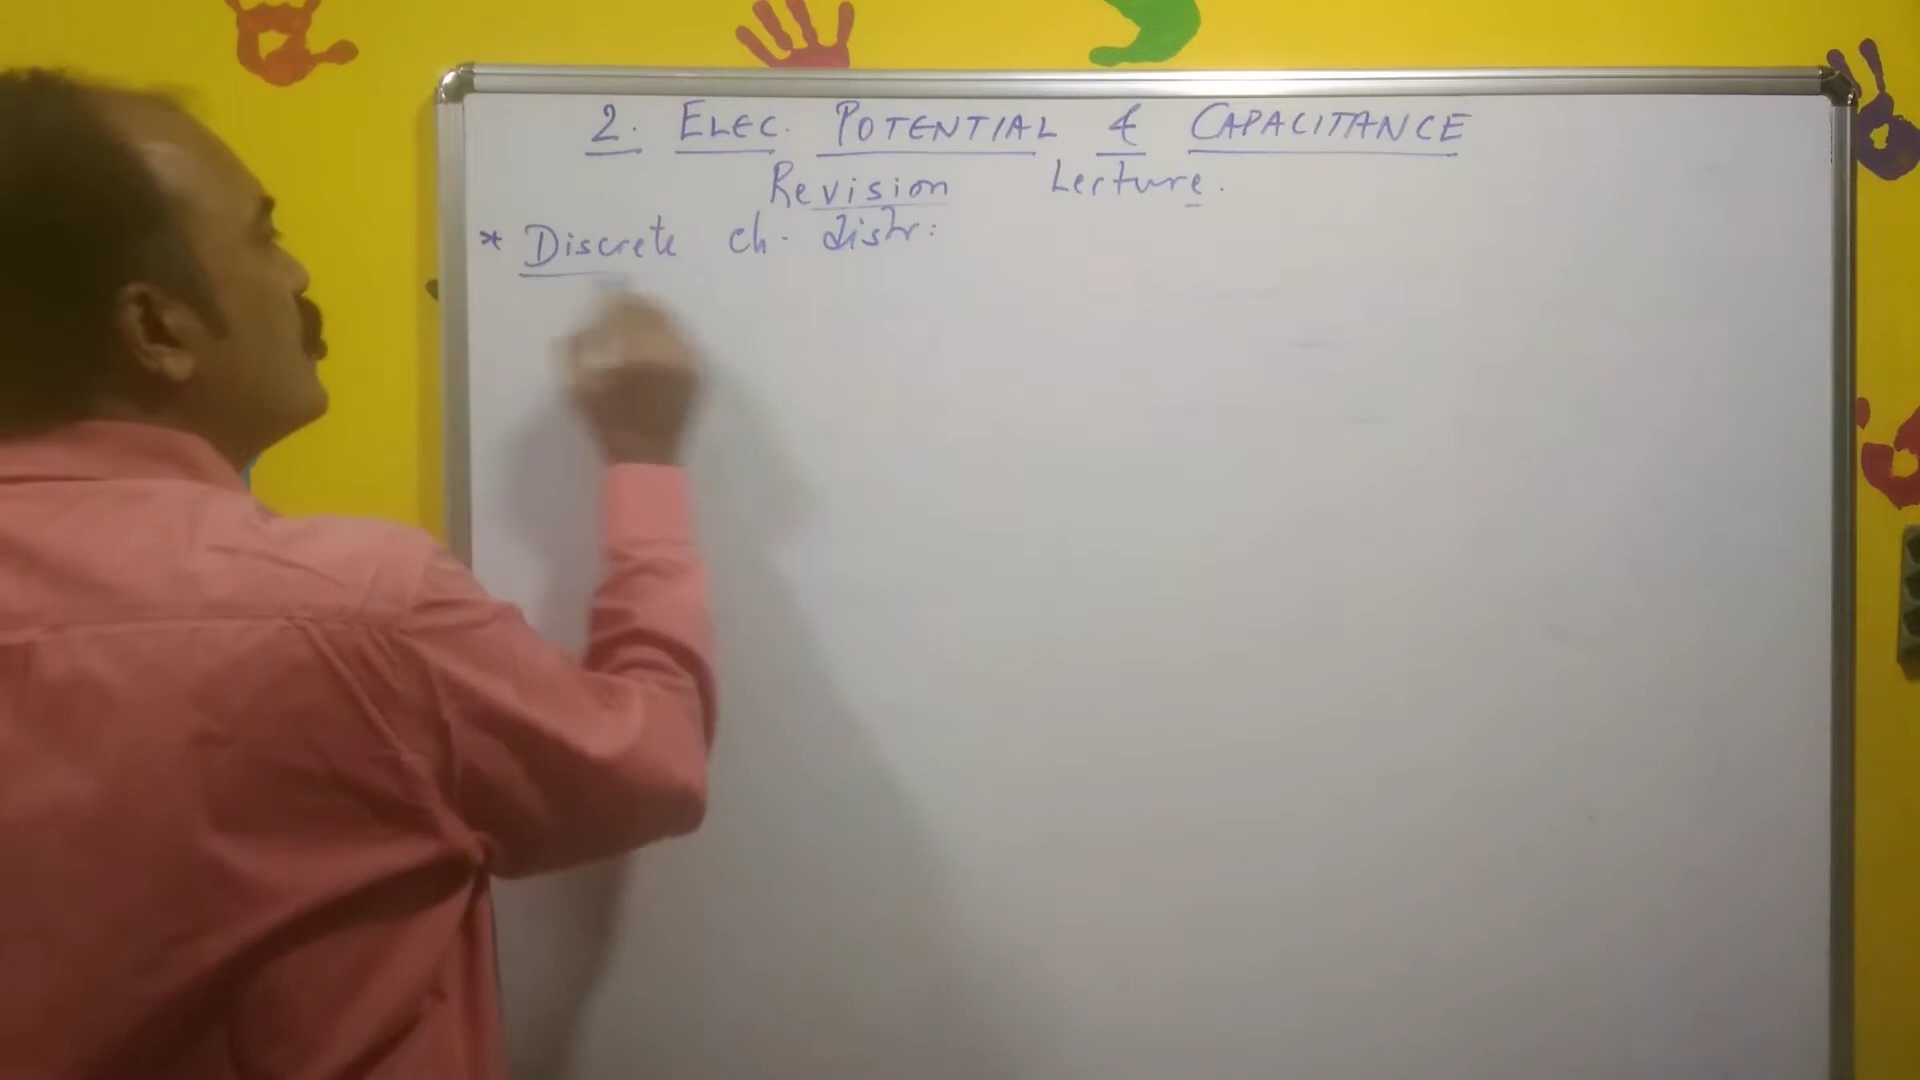 2. ELEC. POTENTIAL & CAPACITANCE
Revision Lecture.
* Discrete ch. distr: